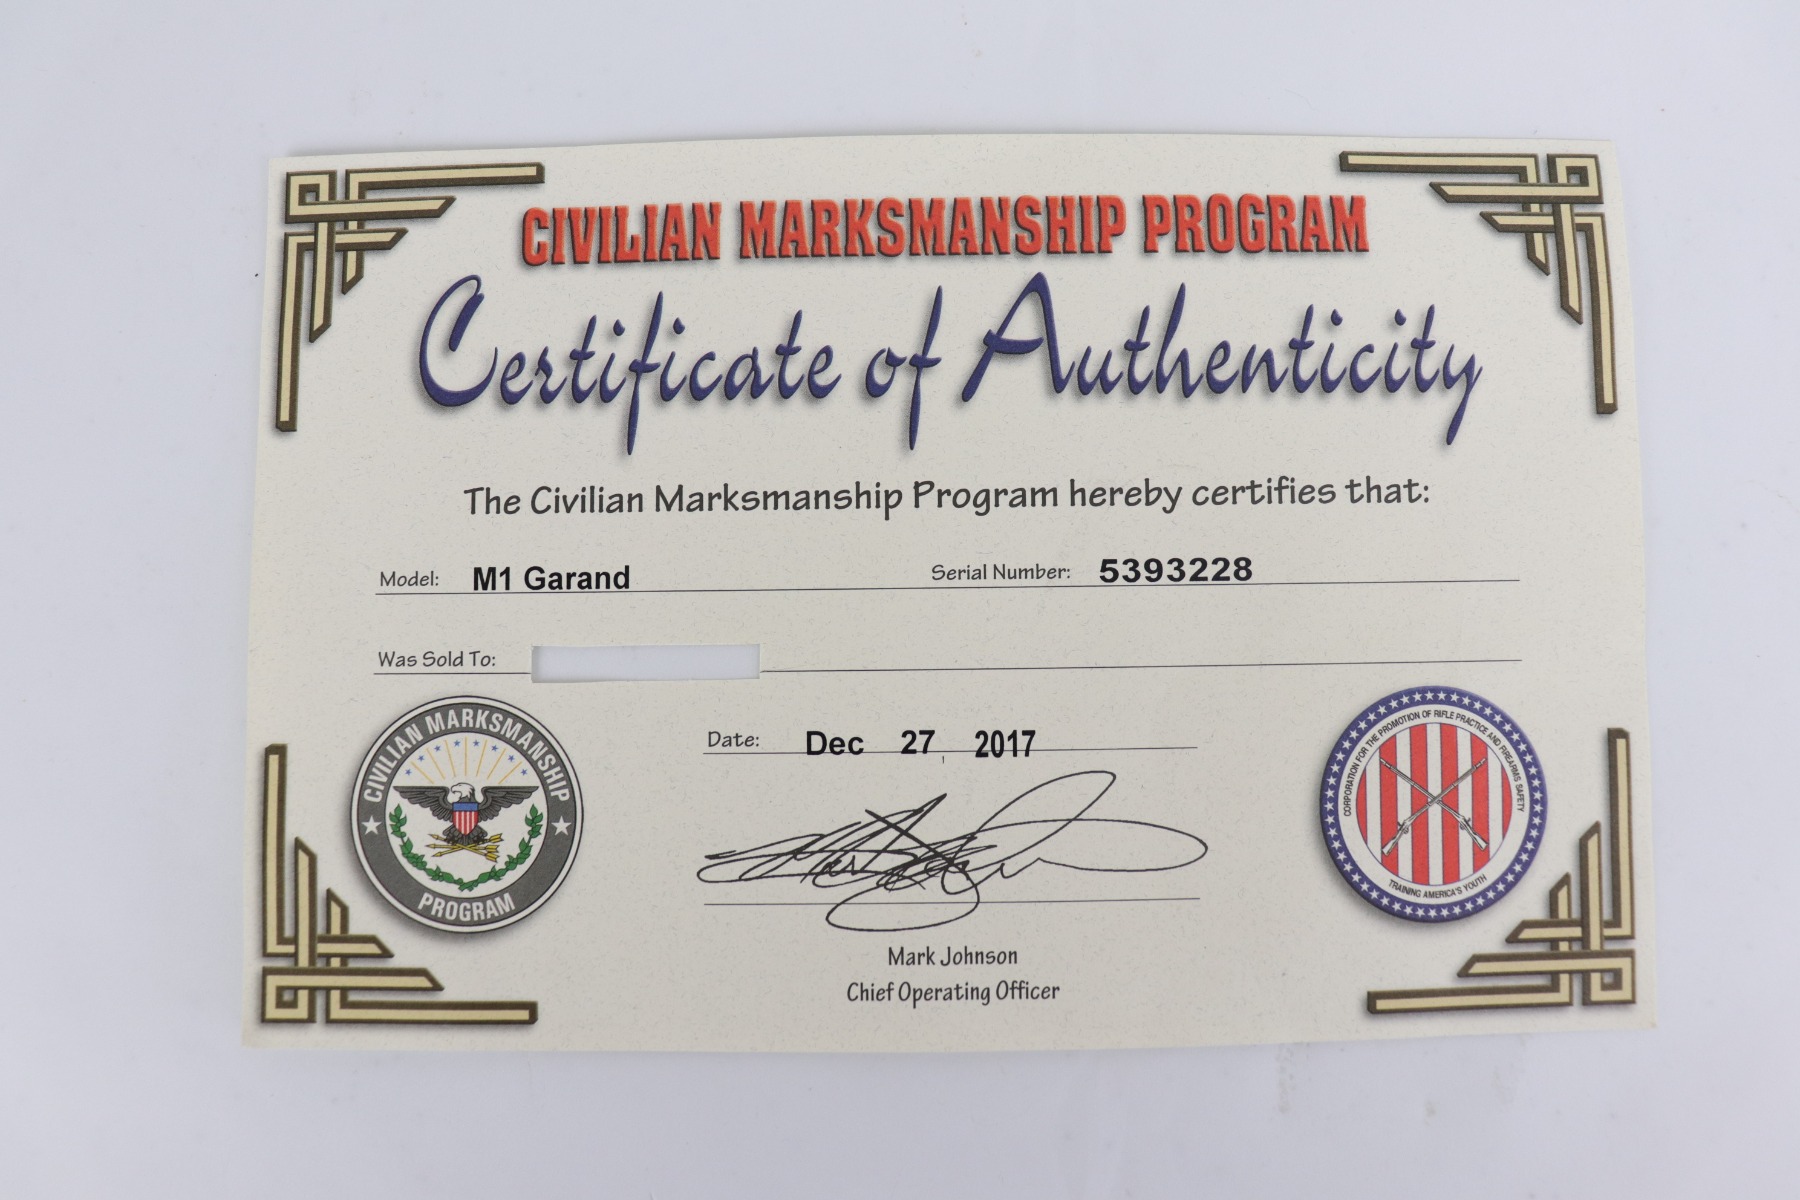 CIVILIAN MARKSMANSHIP PROGRAM
Certificate of Authenticity
The Civilian Marksmanship Program hereby certifies that:
Model: M1 Garand Serial Number: 5393228
Was Sold To:
Date: Dec 27, 2017
CIVILIAN MARKSMANSHIP
PROGRAM
CORPORATION FOR THE PROMOTION OF RIFLE PRACTICE AND FIREARMS SAFETY
TRAINING AMERICA'S YOUTH
Mark Johnson
Chief Operating Officer